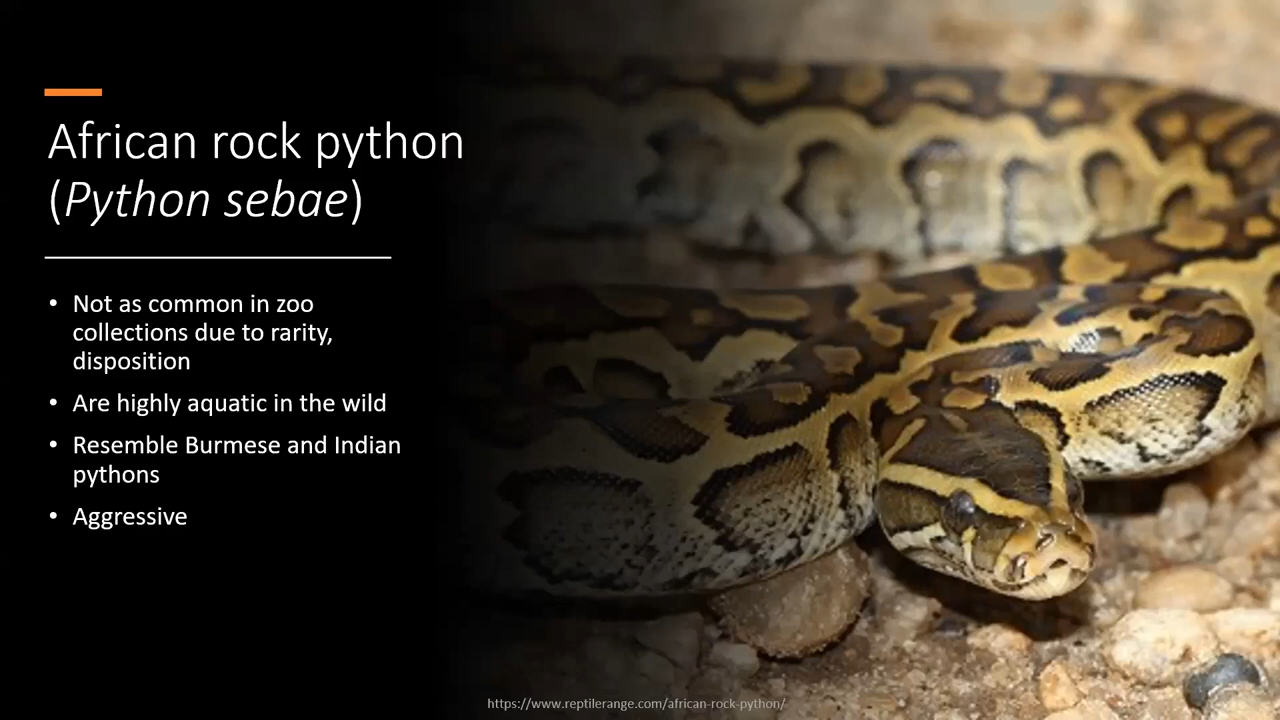 African rock python
(Python sebae)
• Not as common in zoo
collections due to rarity,
disposition
• Are highly aquatic in the wild
• Resemble Burmese and Indian
pythons
• Aggressive
https://www.reptilerange.com/african-rock-python/